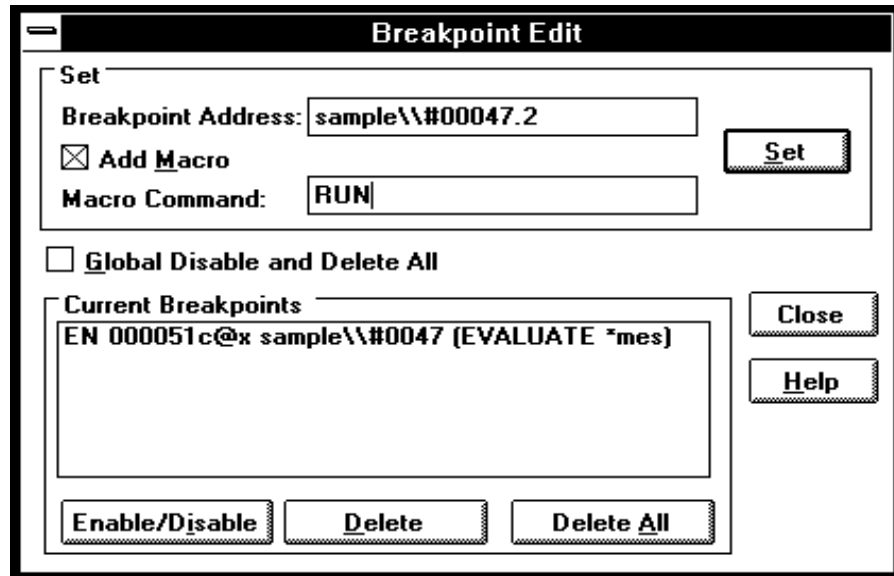 Breakpoint Edit
Set
Breakpoint Address: sample\\#00047.2
Set
Add Macro
Macro Command: RUN
Global Disable and Delete All
Current Breakpoints
EN 000051c@x sample\\#0047 (EVALUATE *mes)
Close
Help
Enable/Disable Delete Delete All